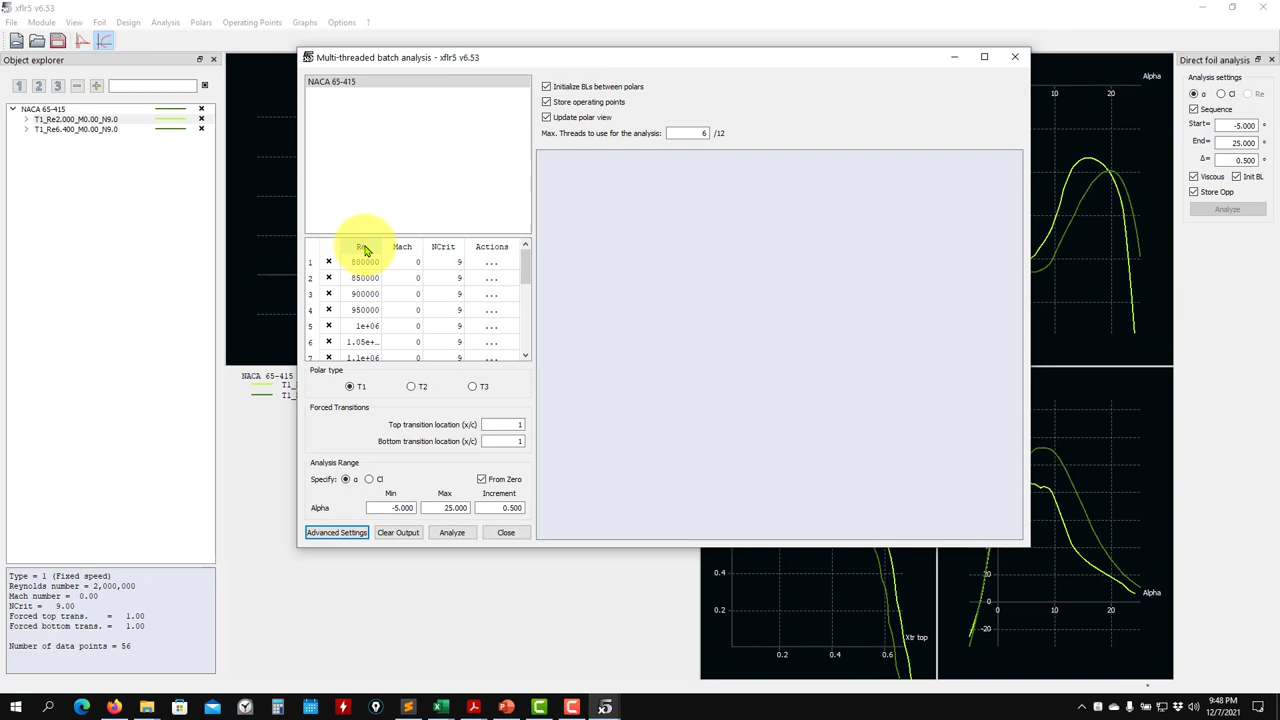 xflr5 v6.53
File Module View Foil Design Analysis Polars Operating Points Graphs Options ?
Object explorer
1 2 3
NACA 65-415
T1_Re2.000_M0.00_N9.0
T1_Re6.400_M0.00_N9.0
Type = 1 (Fixed speed)
Reynolds number = 2,000,000
Mach number = 0.00
NCrit = 9.00
Forced top trans. = 1.00
Forced bottom trans. = 1.00
Number of data points = 56
NACA 65-415
T1_
T1_
Multi-threaded batch analysis - xflr5 v6.53
NACA 65-415
Re Mach NCrit Actions
1 800000 0 9 ...
2 850000 0 9 ...
3 900000 0 9 ...
4 950000 0 9 ...
5 1e+06 0 9 ...
6 1.05e+... 0 9 ...
7 1.1e+06 0 9 ...
Polar type
T1 T2 T3
Forced Transitions
Top transition location (x/c) 1
Bottom transition location (x/c) 1
Analysis Range
Specify: α Cl From Zero
Min Max Increment
Alpha -5.000 25.000 0.500
Advanced Settings Clear Output Analyze Close
Initialize BLs between polars
Store operating points
Update polar view
Max. Threads to use for the analysis: 6 /12
Alpha
10 20
0.4
0.2
0.2 0.4 0.6
Xtr top
20
0
-20
0 10 20
Alpha
Direct foil analysis
Analysis settings
α Cl Re
Sequence
Start= -5.000 °
End= 25.000 °
Δ= 0.500 °
Viscous Init BL
Store Opp
Analyze
9:48 PM
12/7/2021